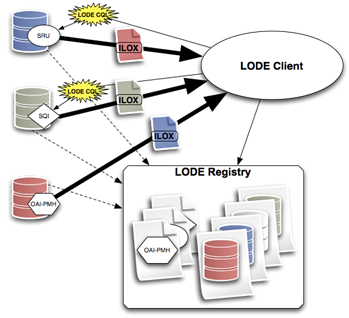 LODE CQL
SRU
ILOX
LODE Client
LODE CQL
ILOX
SQI
ILOX
LODE Registry
OAI-PMH
OAI-PMH